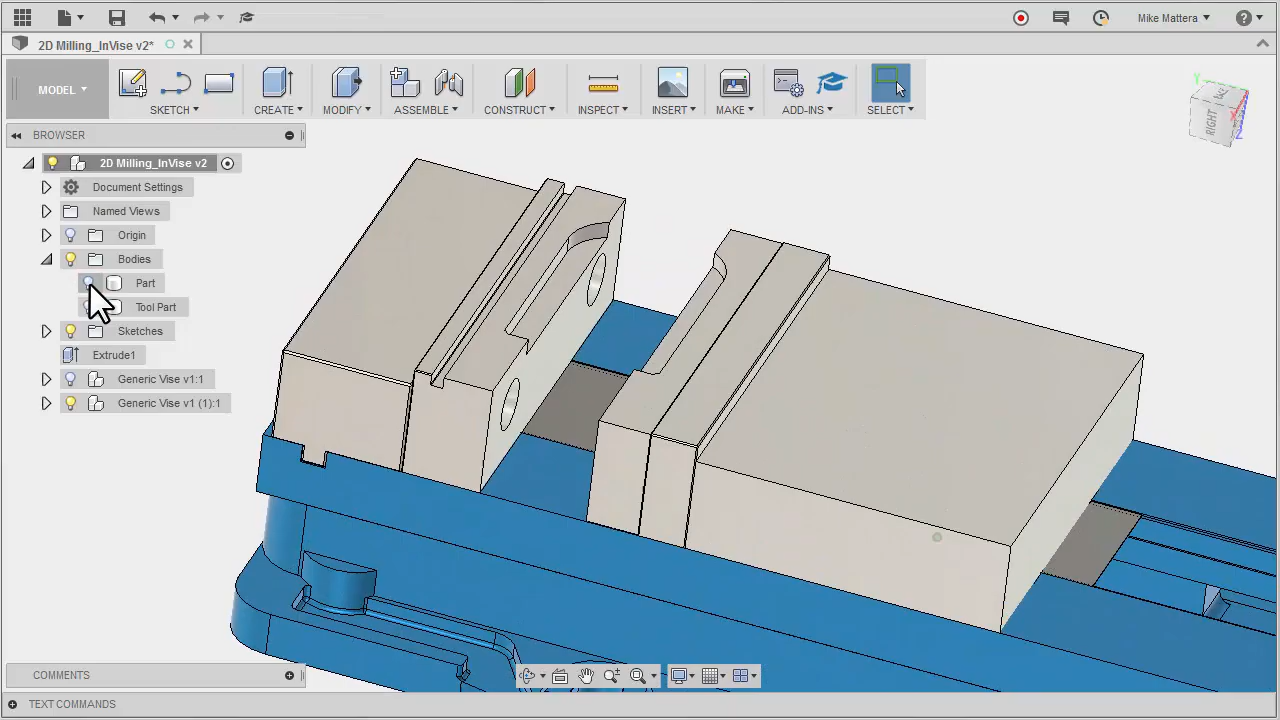 Mike Mattera
2D Milling_InVise v2*
MODEL
SKETCH
CREATE
MODIFY
ASSEMBLE
CONSTRUCT
INSPECT
INSERT
MAKE
ADD-INS
SELECT
BROWSER
2D Milling_InVise v2
Document Settings
Named Views
Origin
Bodies
Part
Tool Part
Sketches
Extrude1
Generic Vise v1:1
Generic Vise v1 (1):1
Y
X
Z
RIGHT
COMMENTS
TEXT COMMANDS